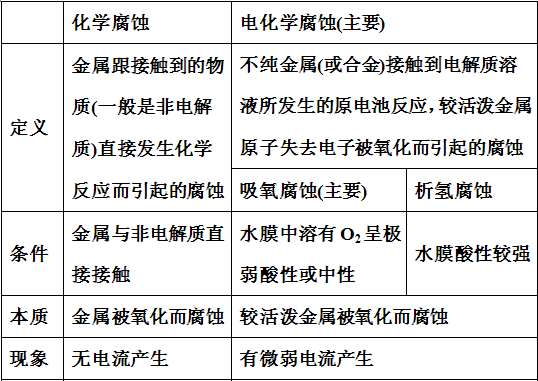 化学腐蚀
电化学腐蚀(主要)
定义
金属跟接触到的物
质(一般是非电解
质)直接发生化学
反应而引起的腐蚀
不纯金属(或合金)接触到电解质溶
液所发生的原电池反应,较活泼金属
原子失去电子被氧化而引起的腐蚀
吸氧腐蚀(主要)
析氢腐蚀
条件
金属与非电解质直
接接触
水膜中溶有O₂呈极
弱酸性或中性
水膜酸性较强
本质
金属被氧化而腐蚀
较活泼金属被氧化而腐蚀
现象
无电流产生
有微弱电流产生